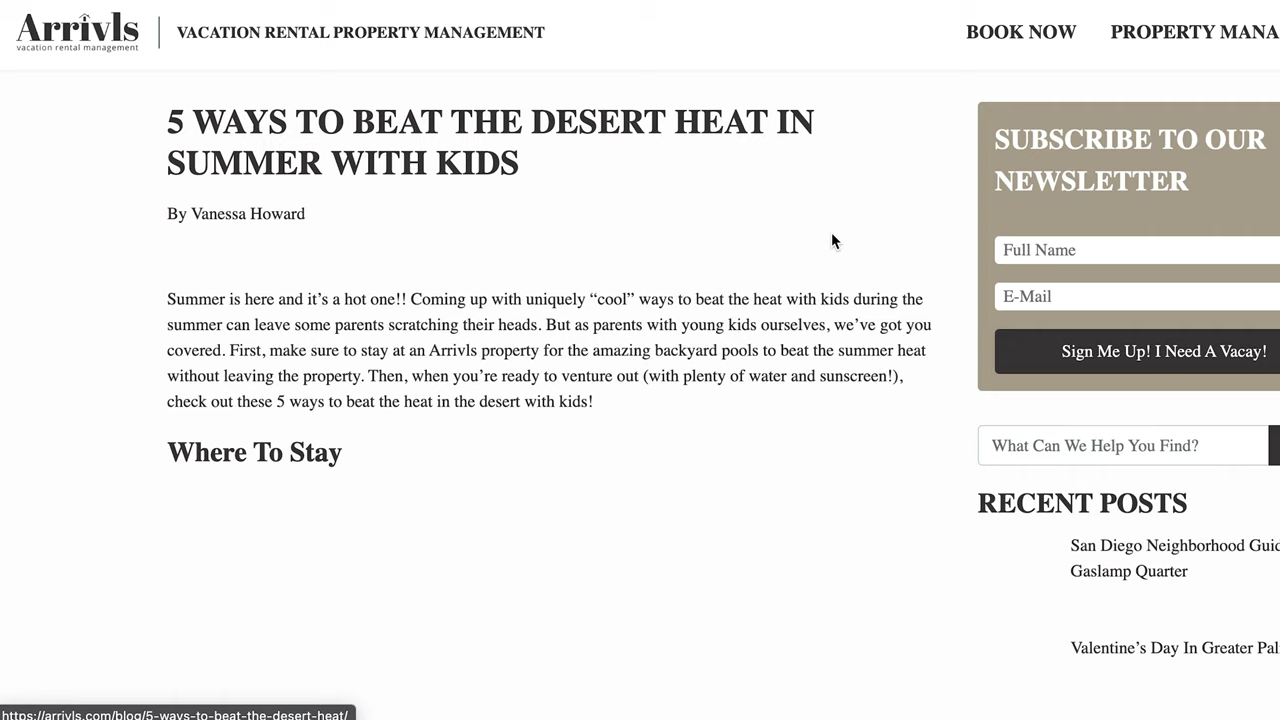 Arrivls
vacation rental management
VACATION RENTAL PROPERTY MANAGEMENT
BOOK NOW
PROPERTY MANA
5 WAYS TO BEAT THE DESERT HEAT IN
SUMMER WITH KIDS
By Vanessa Howard
Summer is here and it’s a hot one!! Coming up with uniquely “cool” ways to beat the heat with kids during the
summer can leave some parents scratching their heads. But as parents with young kids ourselves, we’ve got you
covered. First, make sure to stay at an Arrivls property for the amazing backyard pools to beat the summer heat
without leaving the property. Then, when you’re ready to venture out (with plenty of water and sunscreen!),
check out these 5 ways to beat the heat in the desert with kids!
Where To Stay
SUBSCRIBE TO OUR
NEWSLETTER
Full Name
E-Mail
Sign Me Up! I Need A Vacay!
What Can We Help You Find?
RECENT POSTS
San Diego Neighborhood Guid
Gaslamp Quarter
Valentine’s Day In Greater Pal
https://arrivls.com/blog/5-ways-to-beat-the-desert-heat/